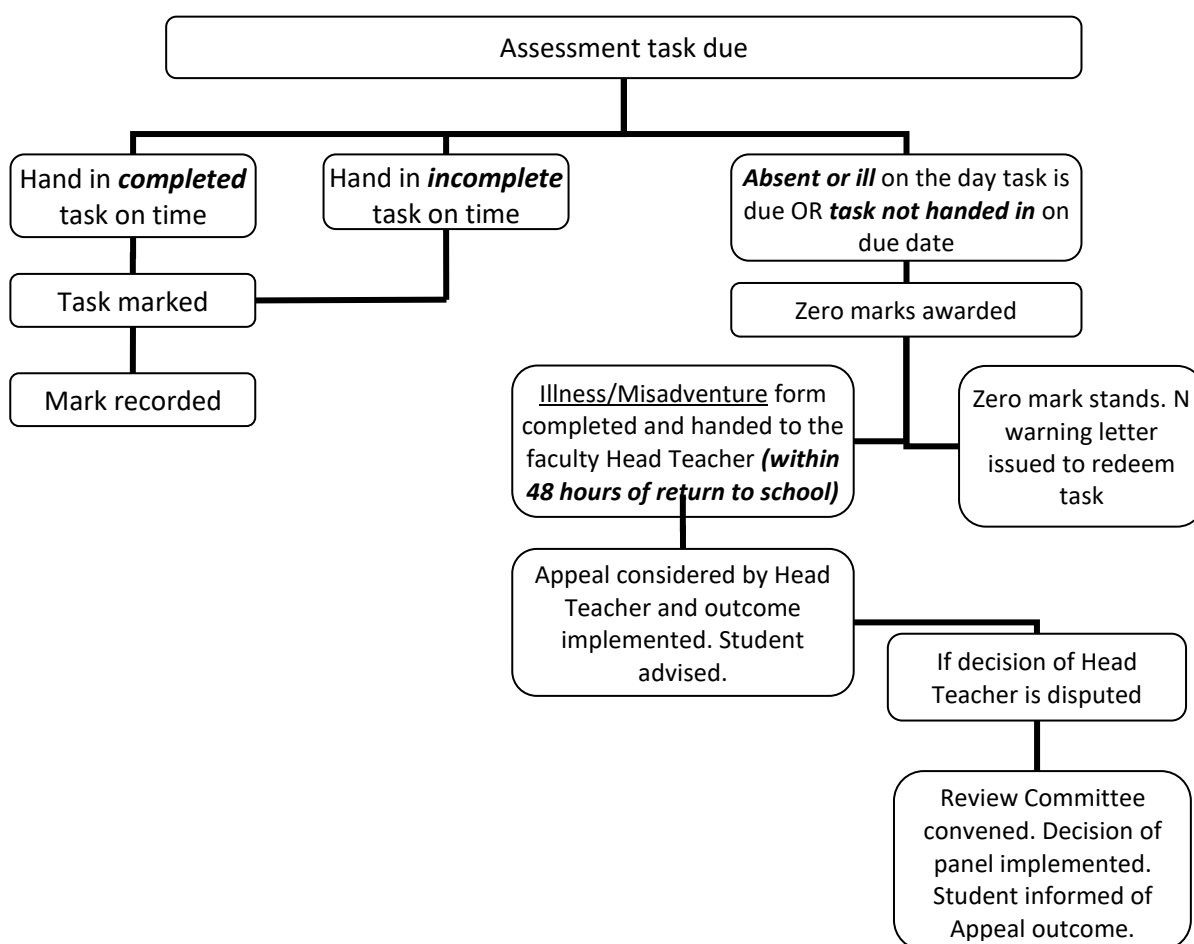 Assessment task due
Hand in completed
task on time
Hand in incomplete
task on time
Absent or ill on the day task is
due OR task not handed in on
due date
Task marked
Zero marks awarded
Mark recorded
Illness/Misadventure form
completed and handed to the
faculty Head Teacher (within
48 hours of return to school)
Zero mark stands. N
warning letter
issued to redeem
task
Appeal considered by Head
Teacher and outcome
implemented. Student
advised.
If decision of Head
Teacher is disputed
Review Committee
convened. Decision of
panel implemented.
Student informed of
Appeal outcome.